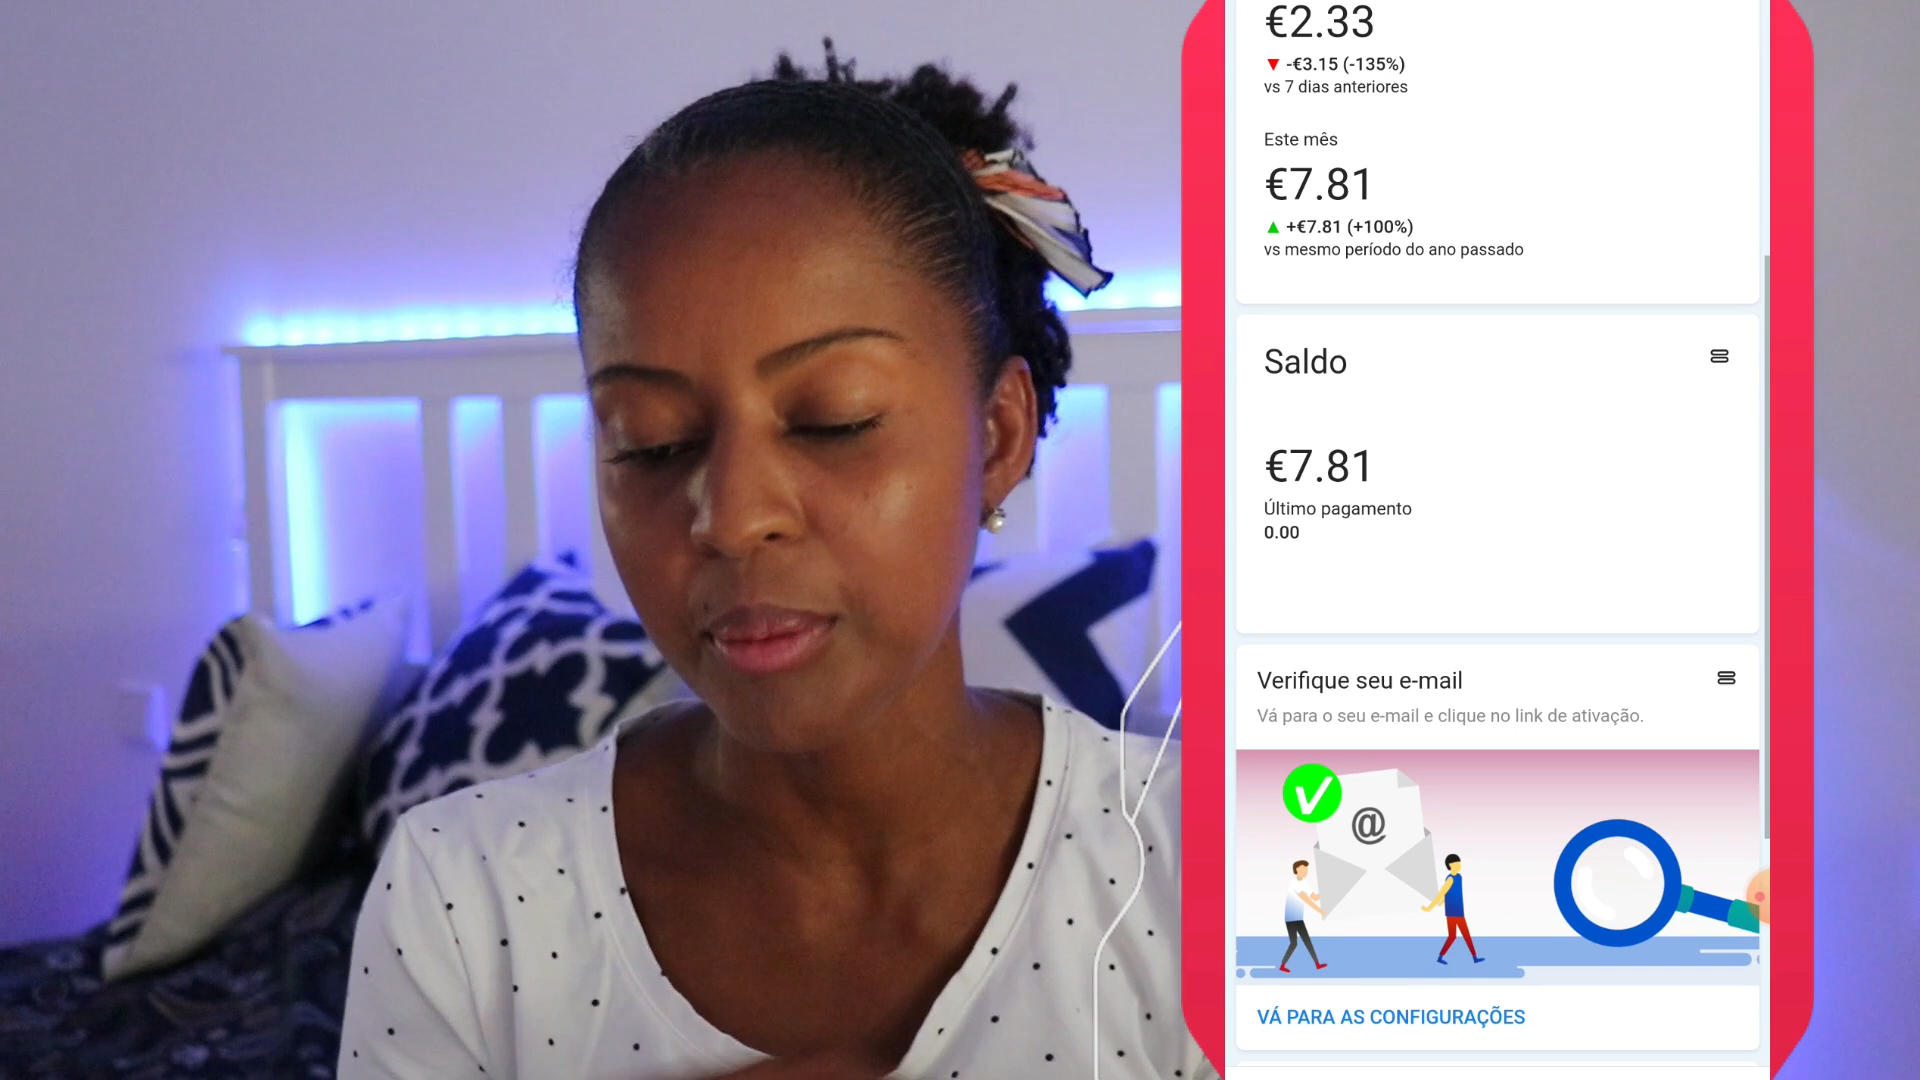 €2.33
▼ -€3.15 (-135%)
vs 7 dias anteriores
Este mês
€7.81
▲ +€7.81 (+100%)
vs mesmo período do ano passado
Saldo
€7.81
Último pagamento
0.00
Verifique seu e-mail
Vá para o seu e-mail e clique no link de ativação.
@
VÁ PARA AS CONFIGURAÇÕES